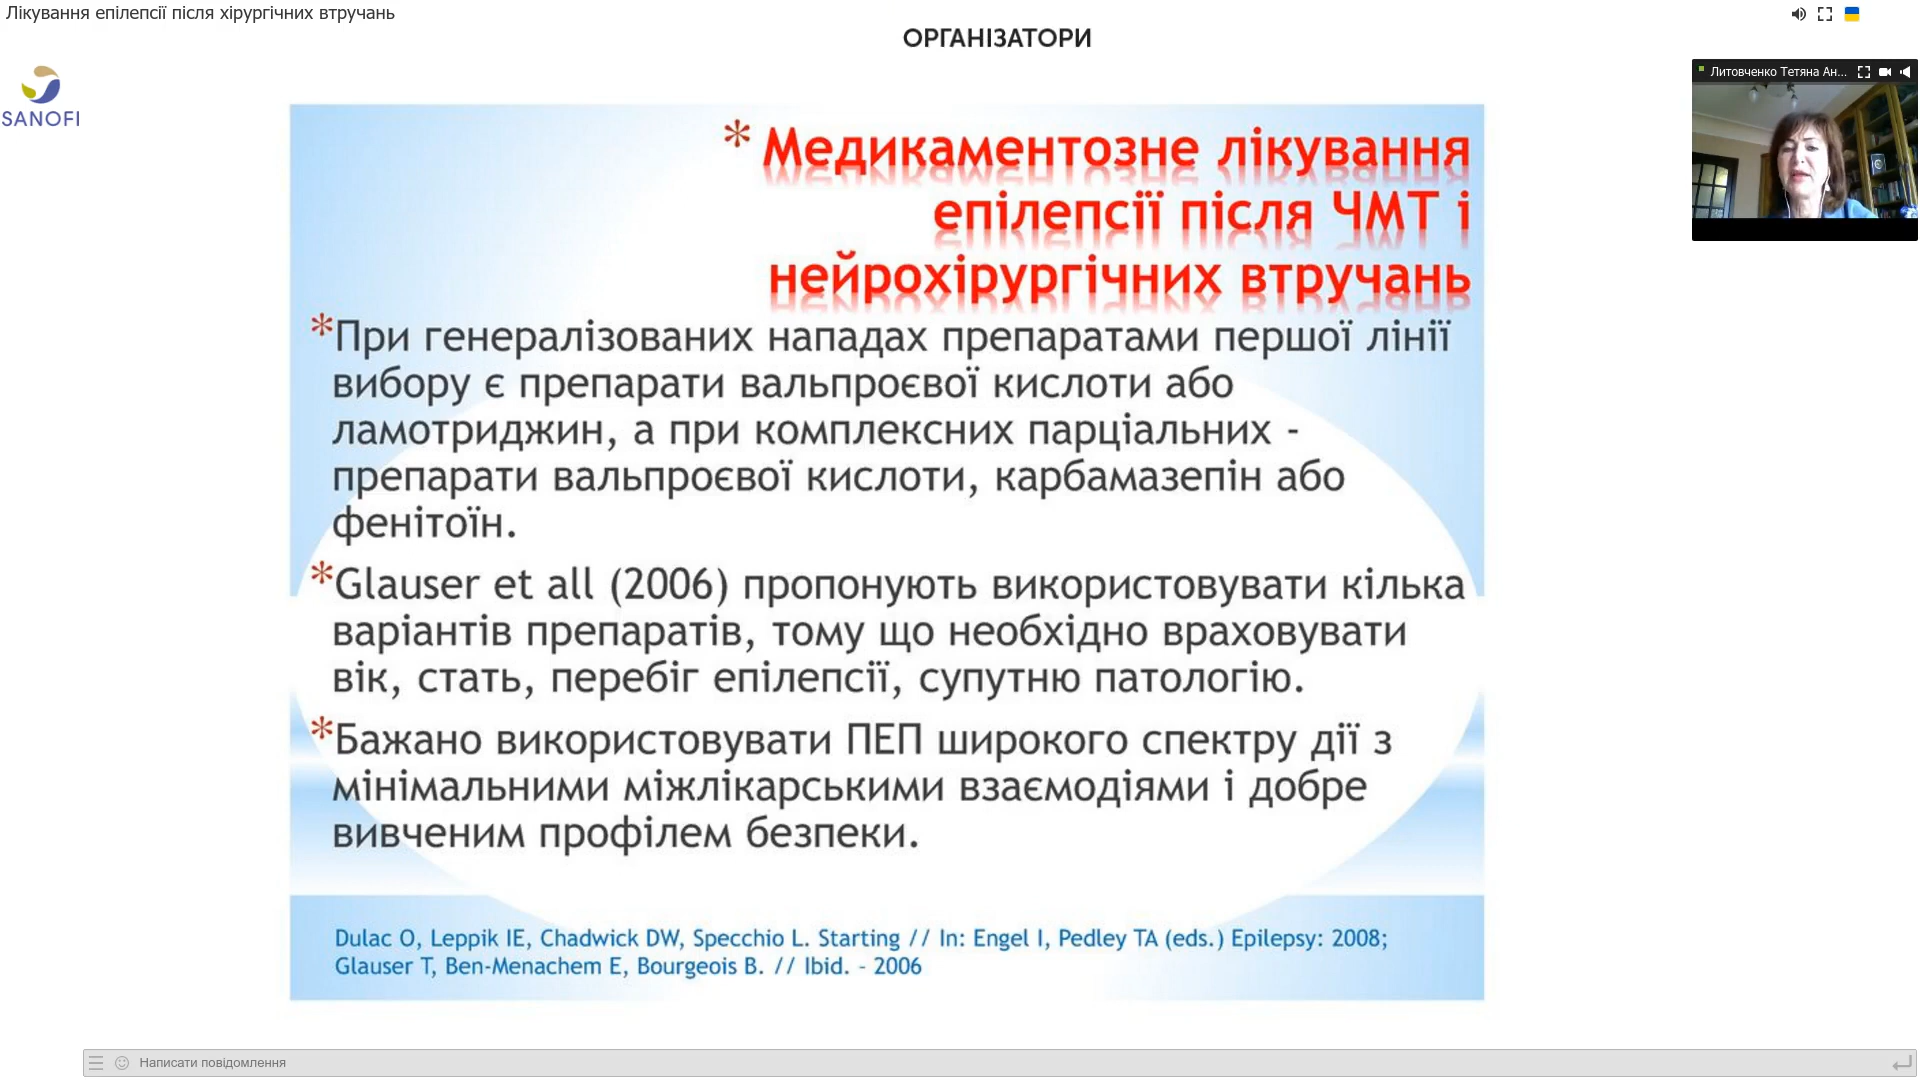 Лікування епілепсії після хірургічних втручань
ОРГАНІЗАТОРИ
SANOFI
Литовченко Тетяна Ан...
* Медикаментозне лікування
епілепсії після ЧМТ і
нейрохірургічних втручань
*При генералізованих нападах препаратами першої лінії
вибору є препарати вальпроєвої кислоти або
ламотриджин, а при комплексних парціальних -
препарати вальпроєвої кислоти, карбамазепін або
фенітоїн.
*Glauser et all (2006) пропонують використовувати кілька
варіантів препаратів, тому що необхідно враховувати
вік, стать, перебіг епілепсії, супутню патологію.
*Бажано використовувати ПЕП широкого спектру дії з
мінімальними міжлікарськими взаємодіями і добре
вивченим профілем безпеки.
Dulac O, Leppik IE, Chadwick DW, Specchio L. Starting // In: Engel I, Pedley TA (eds.) Epilepsy: 2008;
Glauser T, Ben-Menachem E, Bourgeois B. // Ibid. - 2006
Написати повідомлення